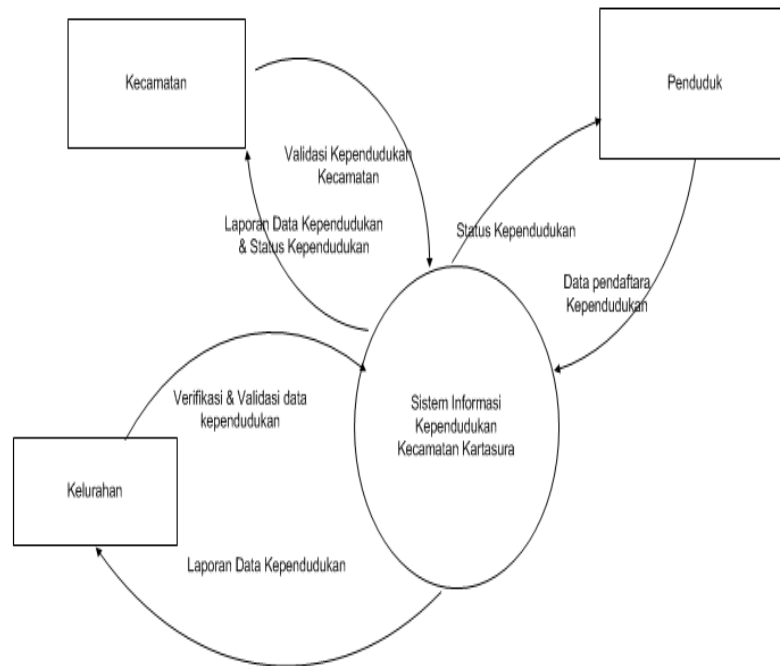 Kecamatan
Penduduk
Validasi Kependudukan
Kecamatan
Laporan Data Kependudukan
& Status Kependudukan
Status Kependudukan
Data pendaftara
Kependudukan
Verifikasi & Validasi data
kependudukan
Sistem Informasi
Kependudukan
Kecamatan Kartasura
Kelurahan
Laporan Data Kependudukan